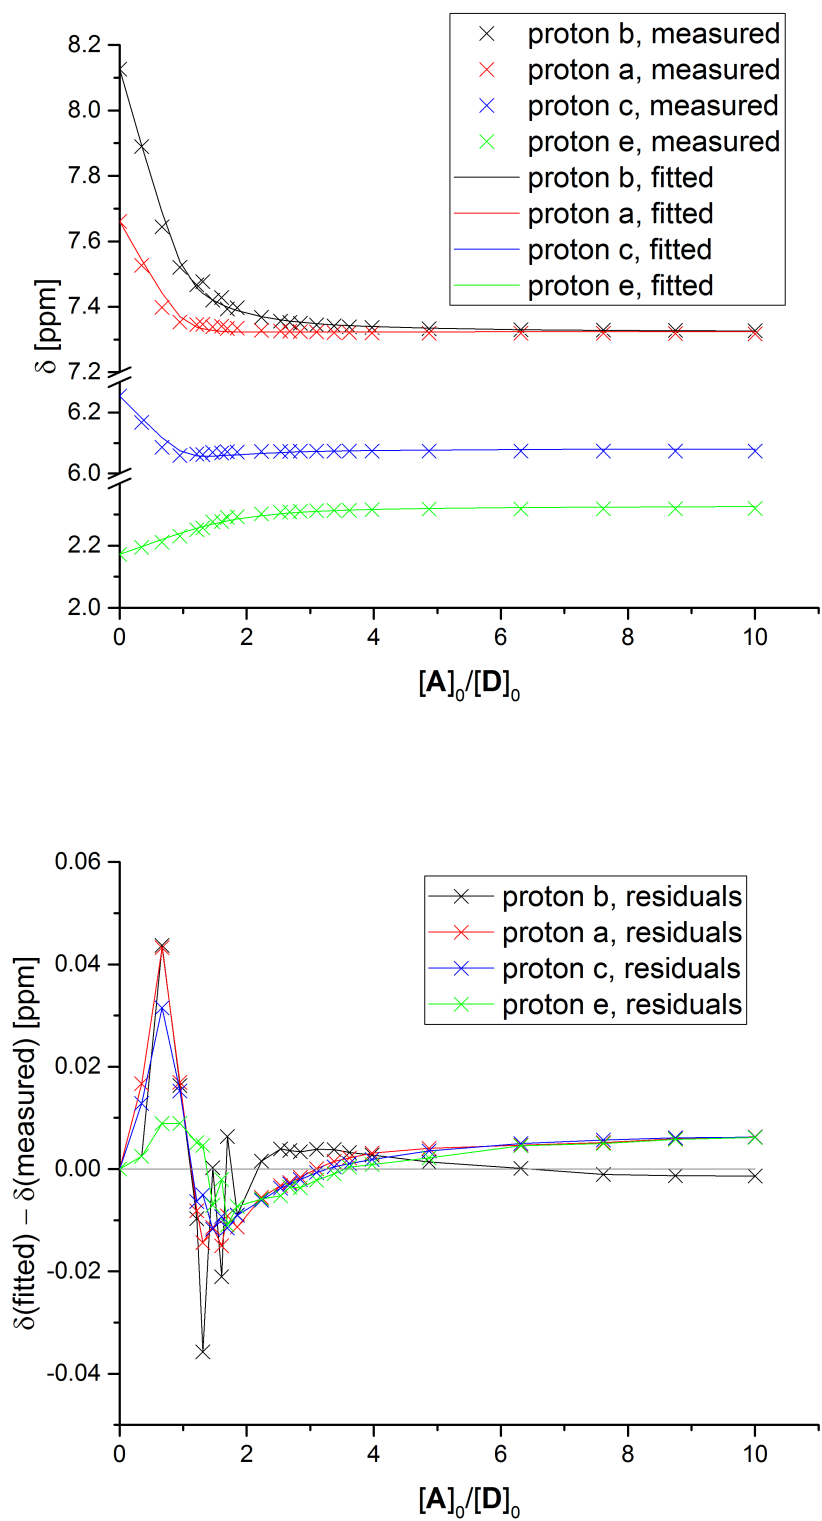 proton b, measured
proton a, measured
proton c, measured
proton e, measured
proton b, fitted
proton a, fitted
proton c, fitted
proton e, fitted
δ [ppm]
8.2
8.0
7.8
7.6
7.4
7.2
6.2
6.0
2.2
2.0
0 2 4 6 8 10
[A]₀/[D]₀
proton b, residuals
proton a, residuals
proton c, residuals
proton e, residuals
δ(fitted) − δ(measured) [ppm]
0.06
0.04
0.02
0.00
-0.02
-0.04
0 2 4 6 8 10
[A]₀/[D]₀